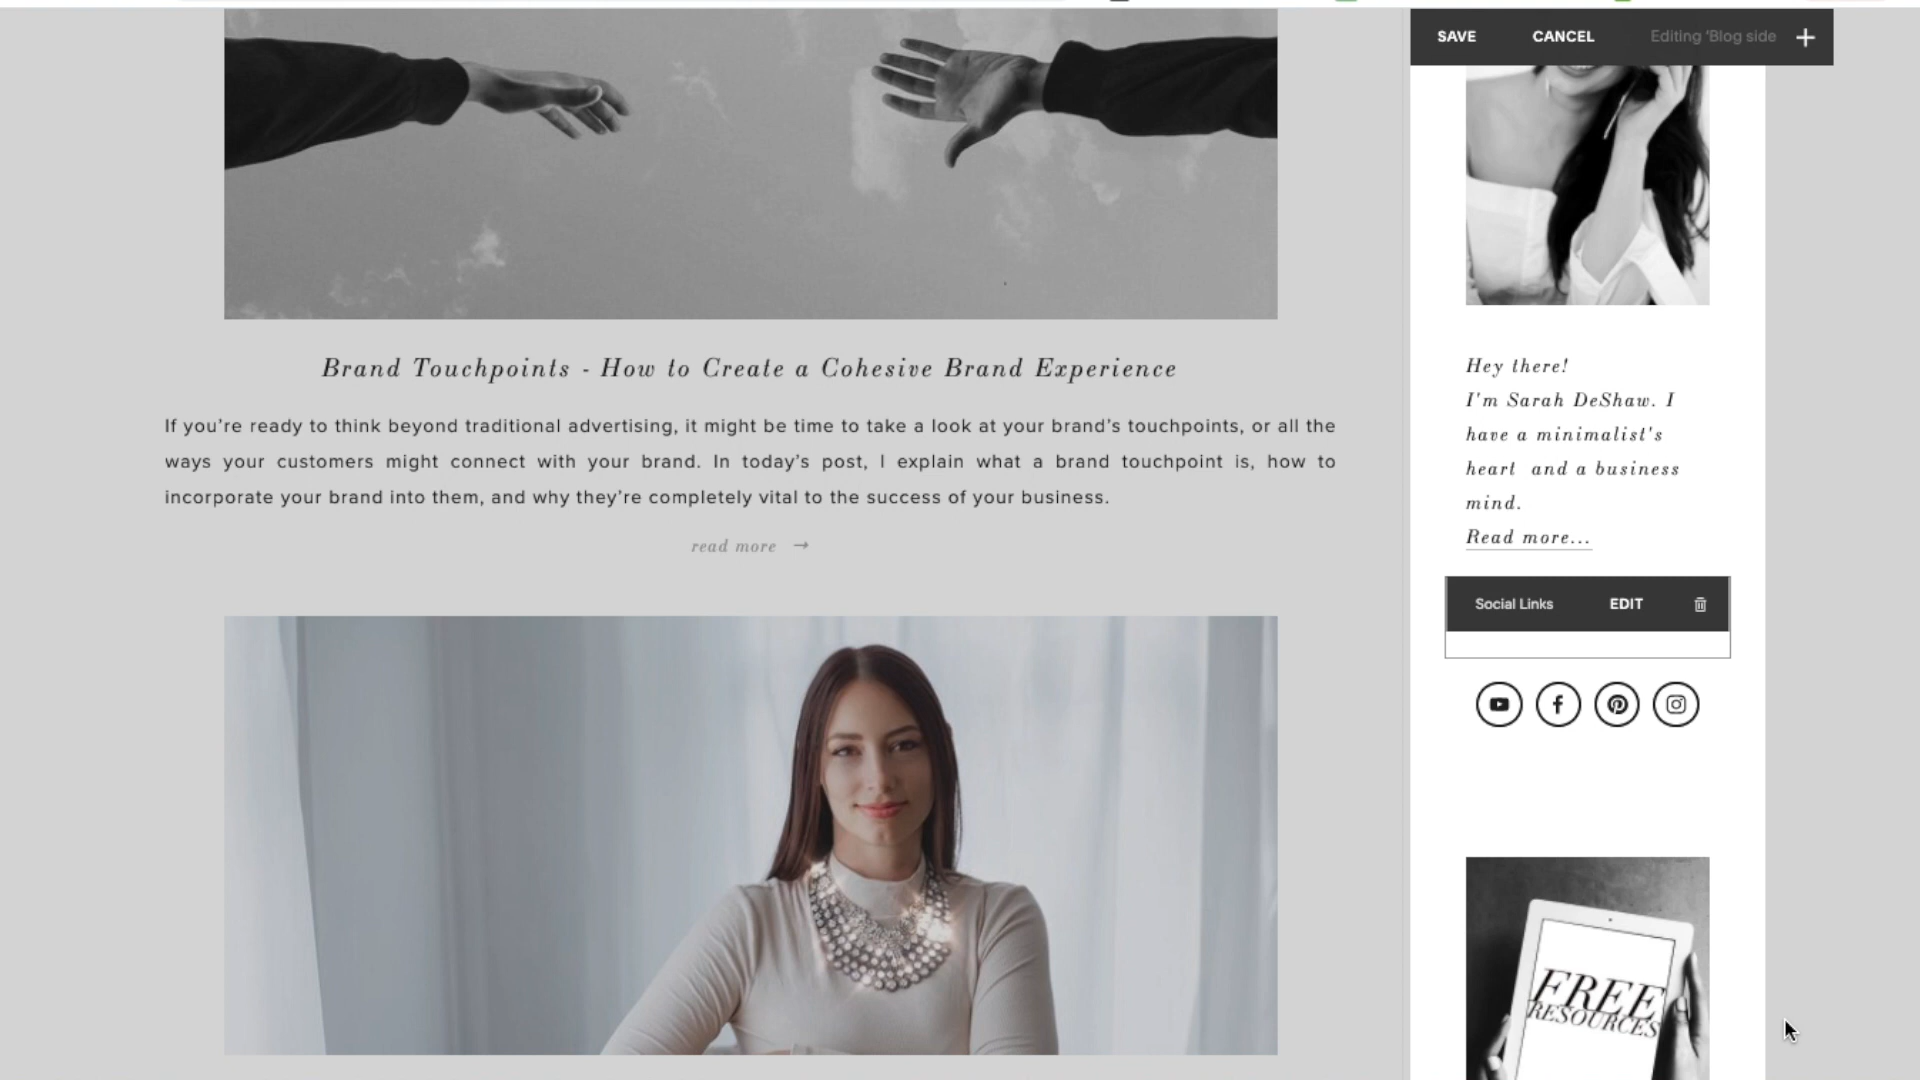 SAVE CANCEL Editing 'Blog side
Brand Touchpoints - How to Create a Cohesive Brand Experience
If you're ready to think beyond traditional advertising, it might be time to take a look at your brand's touchpoints, or all the
ways your customers might connect with your brand. In today's post, I explain what a brand touchpoint is, how to
incorporate your brand into them, and why they're completely vital to the success of your business.
read more →
Hey there!
I'm Sarah DeShaw. I
have a minimalist's
heart and a business
mind.
Read more...
Social Links EDIT
FREE
RESOURCES